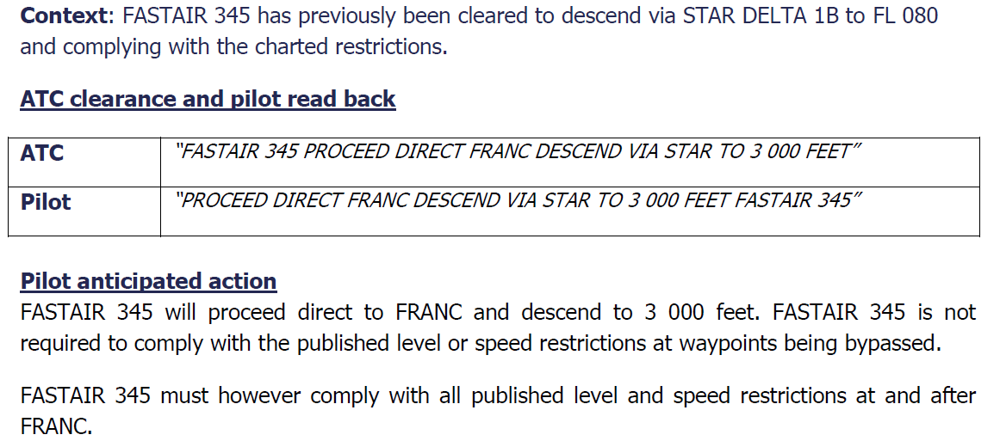 Context: FASTAIR 345 has previously been cleared to descend via STAR DELTA 1B to FL 080
and complying with the charted restrictions.
ATC clearance and pilot read back
ATC "FASTAIR 345 PROCEED DIRECT FRANC DESCEND VIA STAR TO 3 000 FEET"
Pilot "PROCEED DIRECT FRANC DESCEND VIA STAR TO 3 000 FEET FASTAIR 345"
Pilot anticipated action
FASTAIR 345 will proceed direct to FRANC and descend to 3 000 feet. FASTAIR 345 is not
required to comply with the published level or speed restrictions at waypoints being bypassed.
FASTAIR 345 must however comply with all published level and speed restrictions at and after
FRANC.